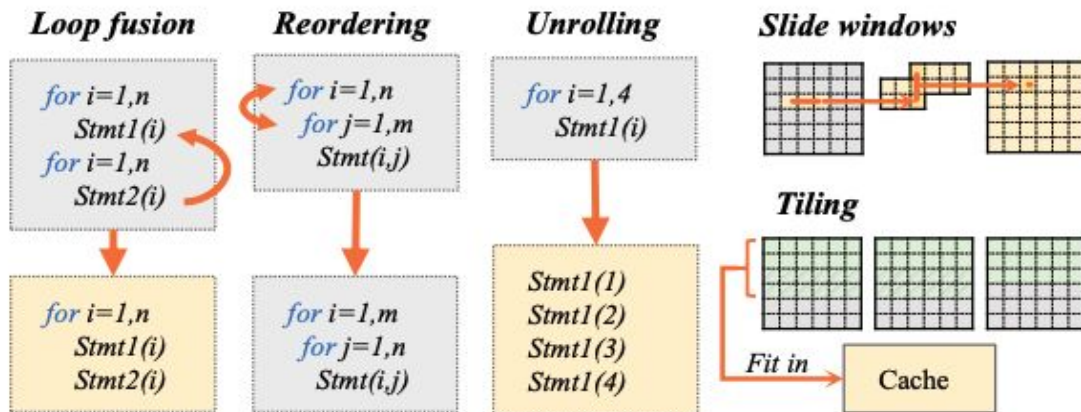 Loop fusion
for i=1,n
Stmt1(i)
for i=1,n
Stmt2(i)
for i=1,n
Stmt1(i)
Stmt2(i)
Reordering
for i=1,n
for j=1,m
Stmt(i,j)
for i=1,m
for j=1,n
Stmt(i,j)
Unrolling
for i=1,4
Stmt1(i)
Stmt1(1)
Stmt1(2)
Stmt1(3)
Stmt1(4)
Slide windows
Tiling
Fit in
Cache